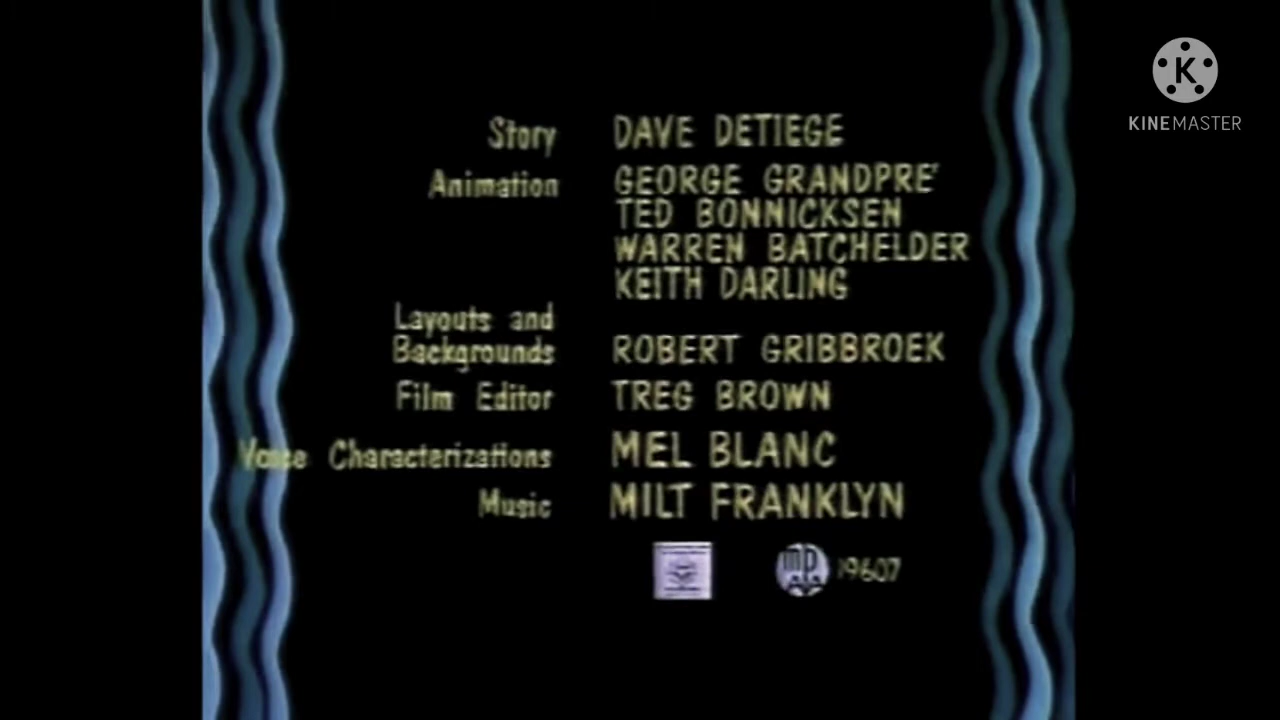 Story DAVE DETIEGE
Animation GEORGE GRANDPRE'
TED BONNICKSEN
WARREN BATCHELDER
KEITH DARLING
Layouts and
Backgrounds ROBERT GRIBBROEK
Film Editor TREG BROWN
Voice Characterizations MEL BLANC
Music MILT FRANKLYN
19607
K
KINEMASTER